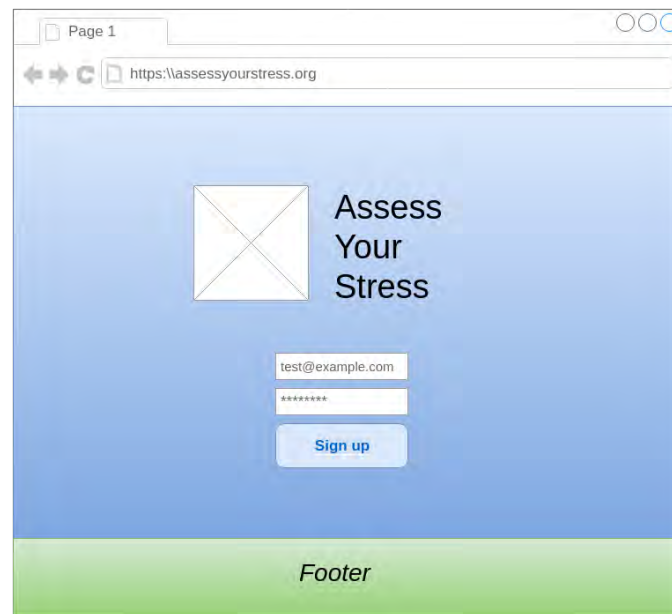 Page 1
https:\\assessyourstress.org
Assess
Your
Stress
test@example.com
********
Sign up
Footer